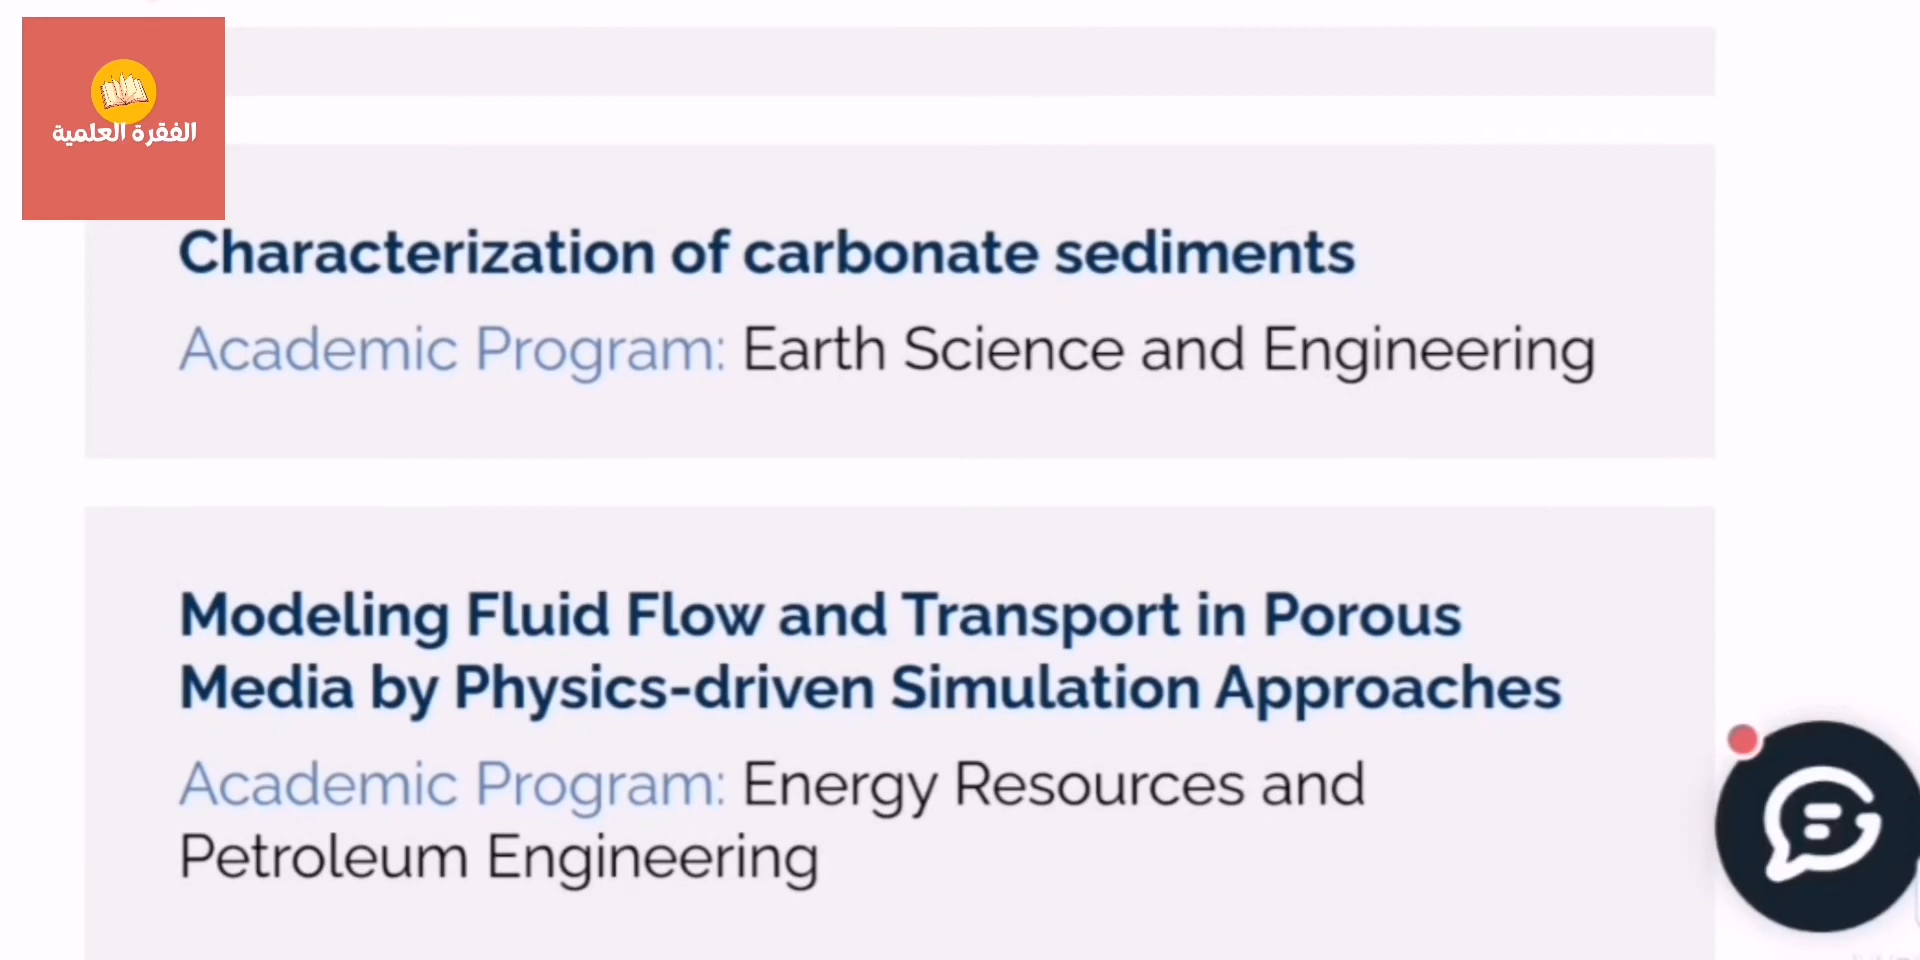 الفقرة العلمية
Characterization of carbonate sediments
Academic Program: Earth Science and Engineering
Modeling Fluid Flow and Transport in Porous
Media by Physics-driven Simulation Approaches
Academic Program: Energy Resources and
Petroleum Engineering